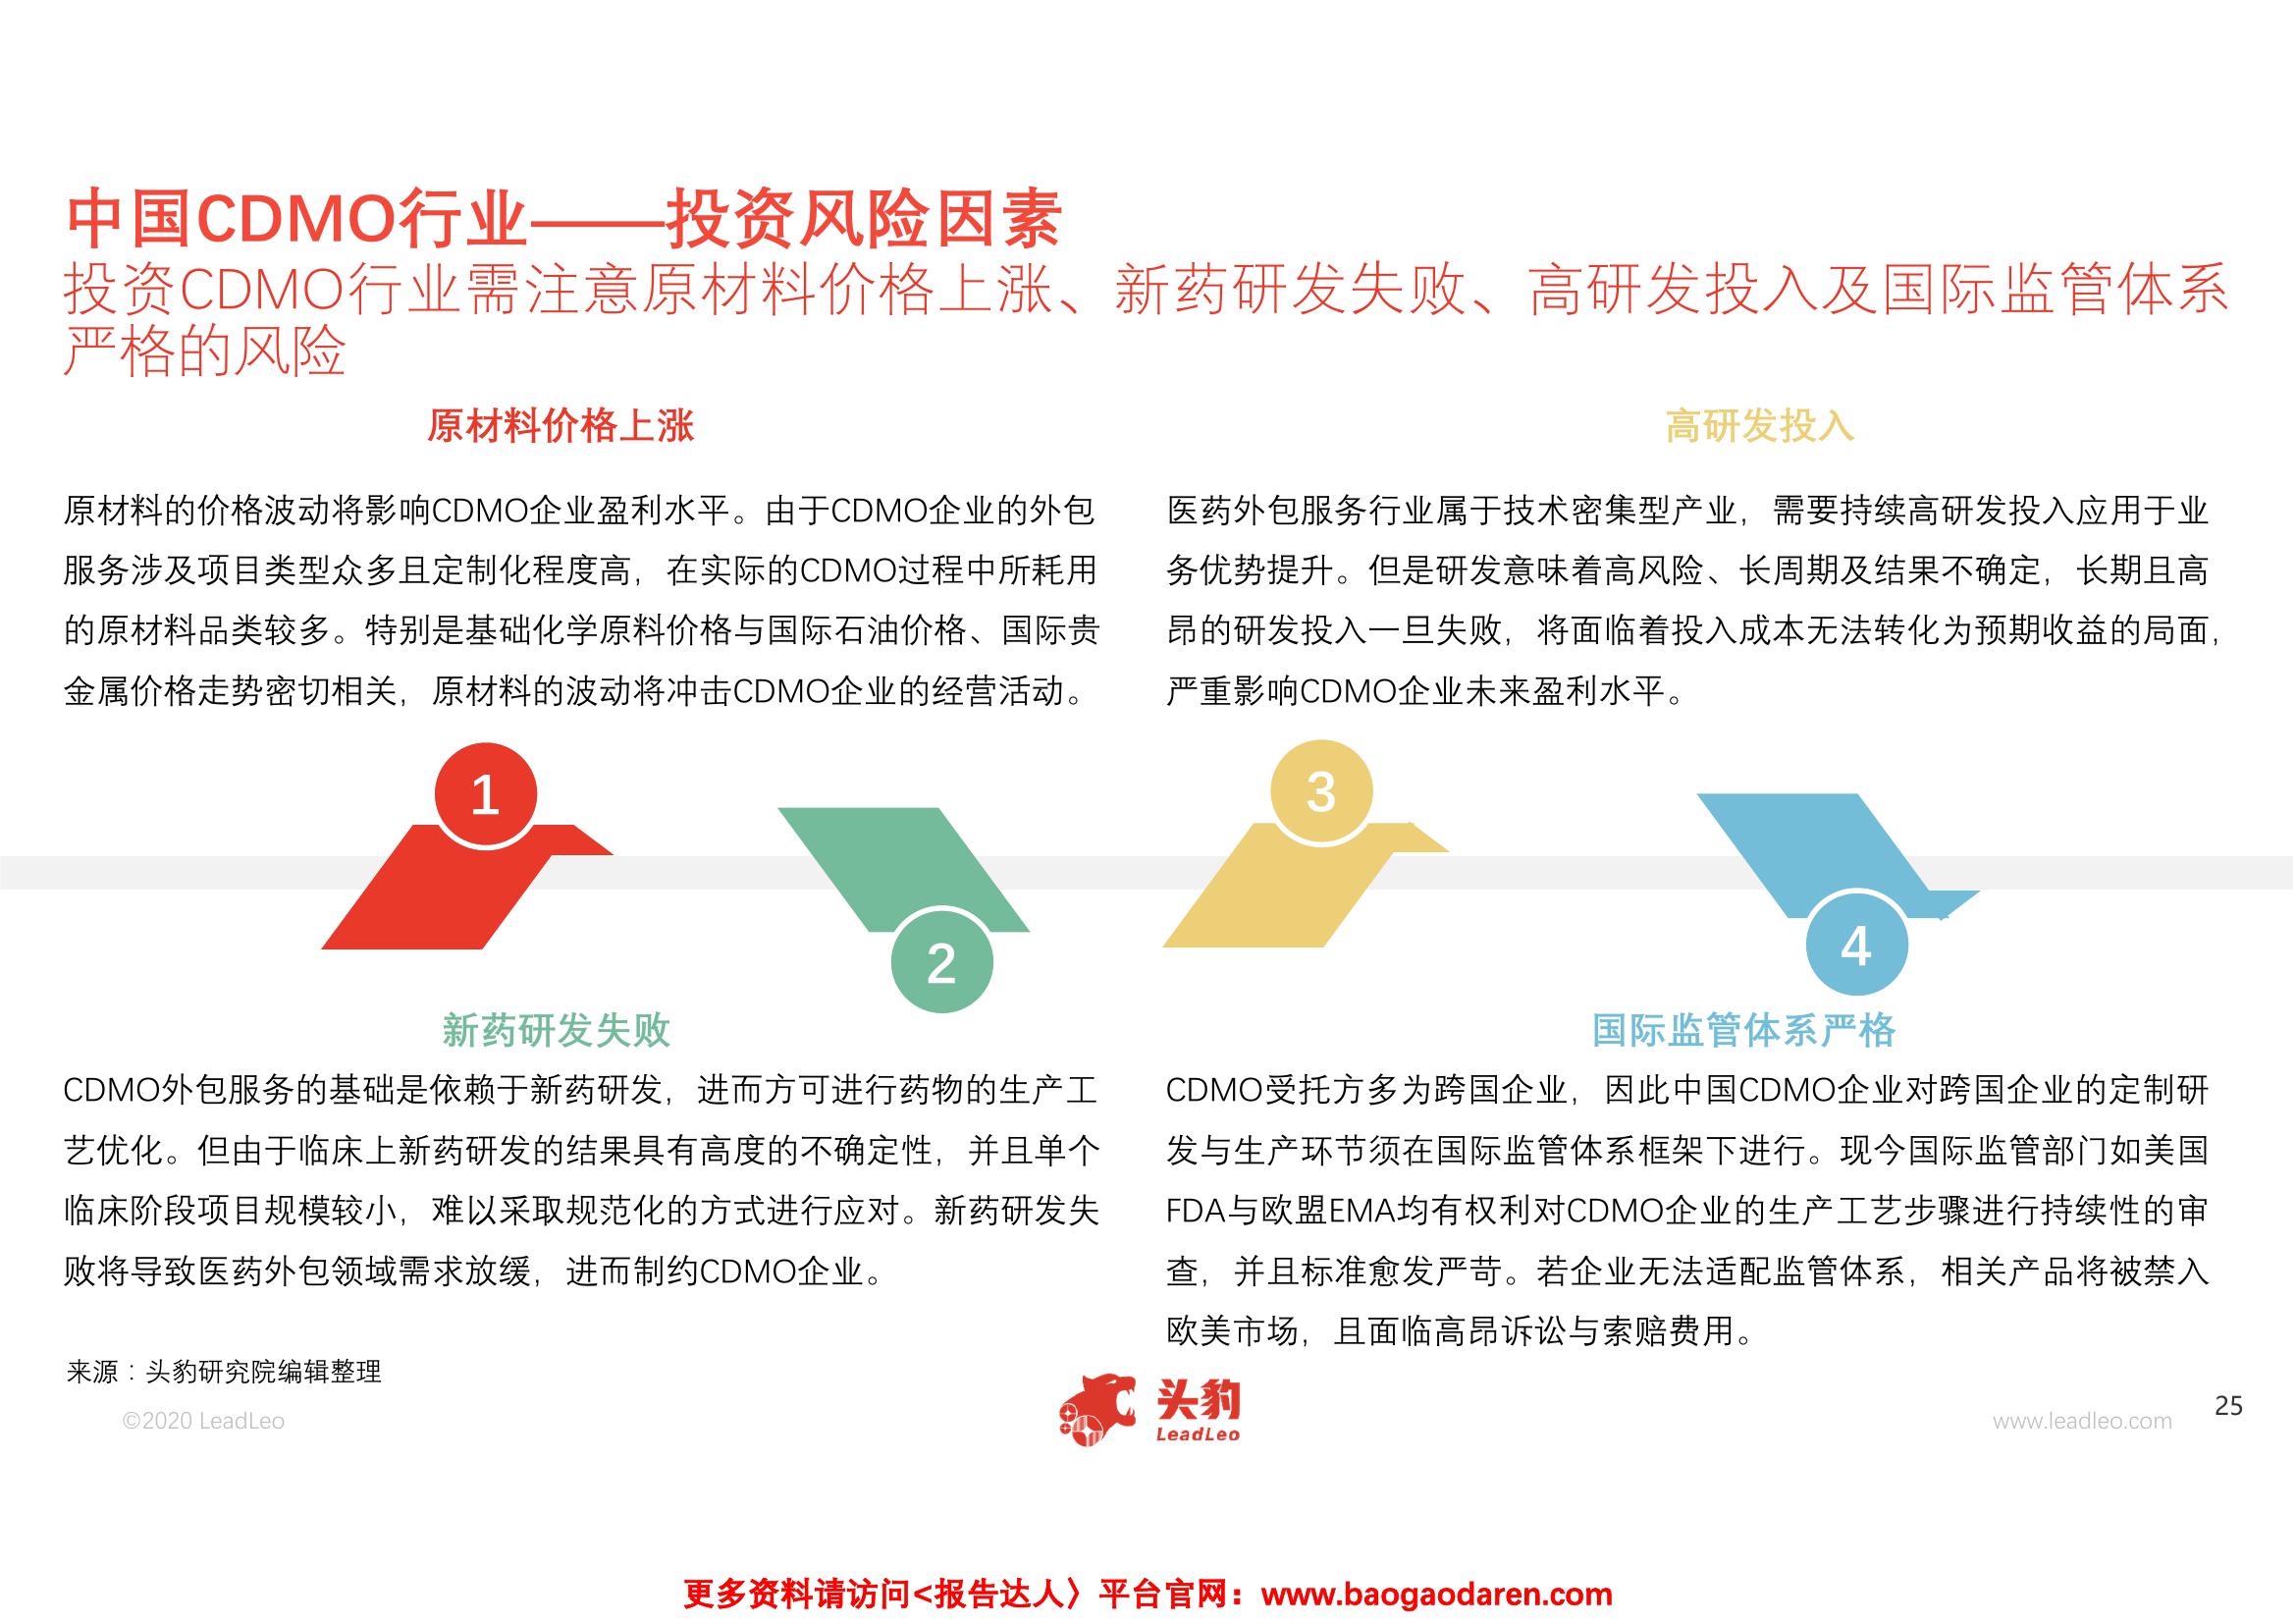 中国CDMO行业——投资风险因素
投资CDMO行业需注意原材料价格上涨、新药研发失败、高研发投入及国际监管体系
严格的风险
原材料价格上涨
原材料的价格波动将影响CDMO企业盈利水平。由于CDMO企业的外包
服务涉及项目类型众多且定制化程度高，在实际的CDMO过程中所耗用
的原材料品类较多。特别是基础化学原料价格与国际石油价格、国际贵
金属价格走势密切相关，原材料的波动将冲击CDMO企业的经营活动。
高研发投入
医药外包服务行业属于技术密集型产业，需要持续高研发投入应用于业
务优势提升。但是研发意味着高风险、长周期及结果不确定，长期且高
昂的研发投入一旦失败，将面临着投入成本无法转化为预期收益的局面，
严重影响CDMO企业未来盈利水平。
1
2
3
4
新药研发失败
CDMO外包服务的基础是依赖于新药研发，进而方可进行药物的生产工
艺优化。但由于临床上新药研发的结果具有高度的不确定性，并且单个
临床阶段项目规模较小，难以采取规范化的方式进行应对。新药研发失
败将导致医药外包领域需求放缓，进而制约CDMO企业。
国际监管体系严格
CDMO受托方多为跨国企业，因此中国CDMO企业对跨国企业的定制研
发与生产环节须在国际监管体系框架下进行。现今国际监管部门如美国
FDA与欧盟EMA均有权利对CDMO企业的生产工艺步骤进行持续性的审
查，并且标准愈发严苛。若企业无法适配监管体系，相关产品将被禁入
欧美市场，且面临高昂诉讼与索赔费用。
来源：头豹研究院编辑整理
©2020 LeadLeo
头豹
LeadLeo
www.leadleo.com
25
更多资料请访问<报告达人〉平台官网：www.baogaodaren.com